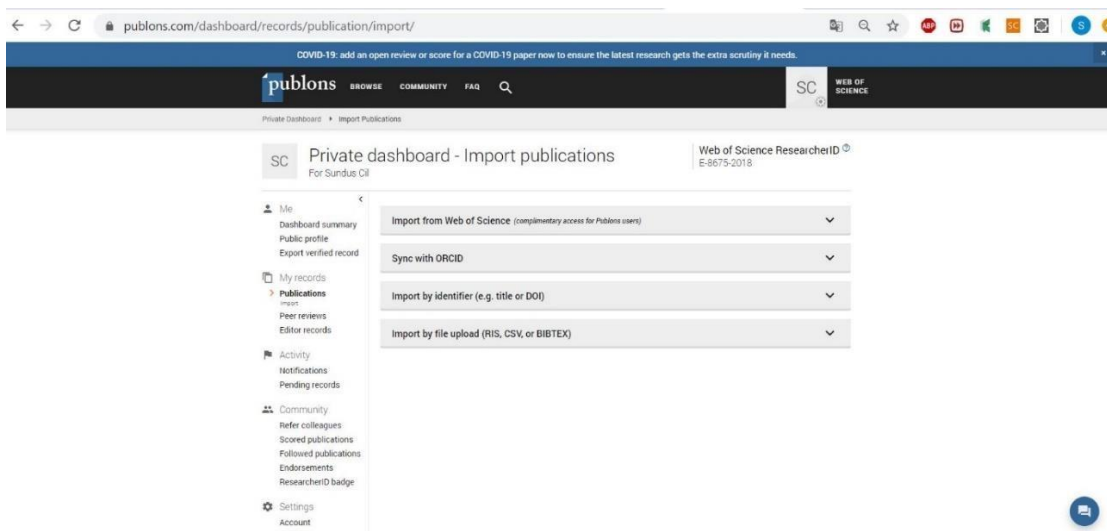 publons.com/dashboard/records/publication/import/
COVID-19: add an open review or score for a COVID-19 paper now to ensure the latest research gets the extra scrutiny it needs.
publons BROWSE COMMUNITY FAQ SC WEB OF SCIENCE
Private Dashboard Import Publications
SC Private dashboard - Import publications
For Sundus Cil
Web of Science ResearcherID
E-8675-2018
Me
Dashboard summary
Public profile
Export verified record
My records
Publications
Import
Peer reviews
Editor records
Activity
Notifications
Pending records
Community
Refer colleagues
Scored publications
Followed publications
Endorsements
ResearcherID badge
Settings
Account
Import from Web of Science (complimentary access for Publons users)
Sync with ORCID
Import by identifier (e.g. title or DOI)
Import by file upload (RIS, CSV, or BIBTEX)
ABP
SC
S